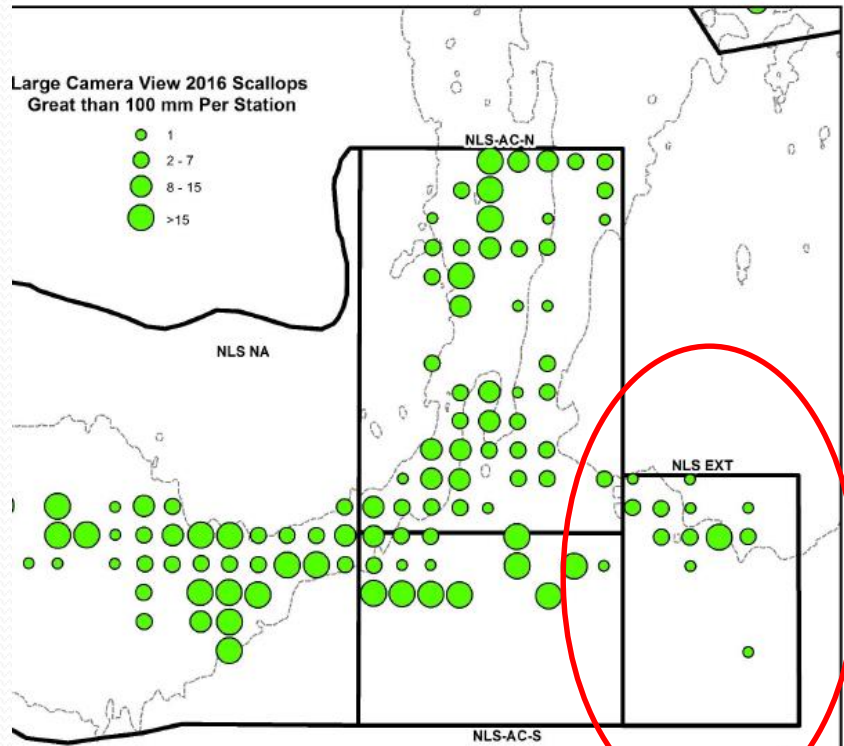 Large Camera View 2016 Scallops
Great than 100 mm Per Station
1
2 - 7
8 - 15
>15
NLS-AC-N
NLS NA
NLS EXT
NLS-AC-S